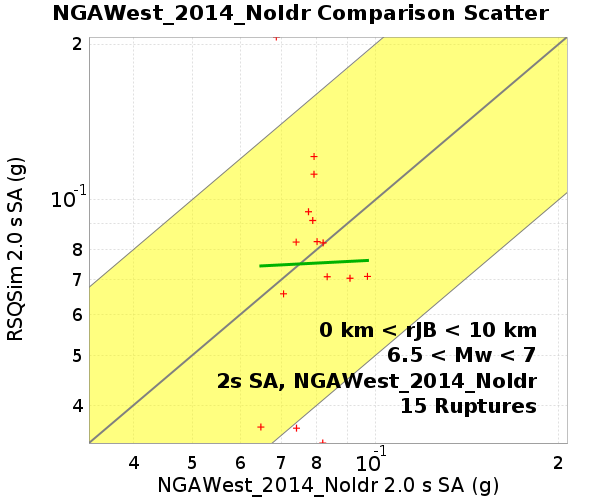 NGAWest_2014_NoIdr Comparison Scatter
2
10-1
8
7
6
5
4
RSQSim 2.0 s SA (g)
0 km < rJB < 10 km
6.5 < Mw < 7
2s SA, NGAWest_2014_NoIdr
15 Ruptures
4 5 6 7 8 10-1 2
NGAWest_2014_NoIdr 2.0 s SA (g)